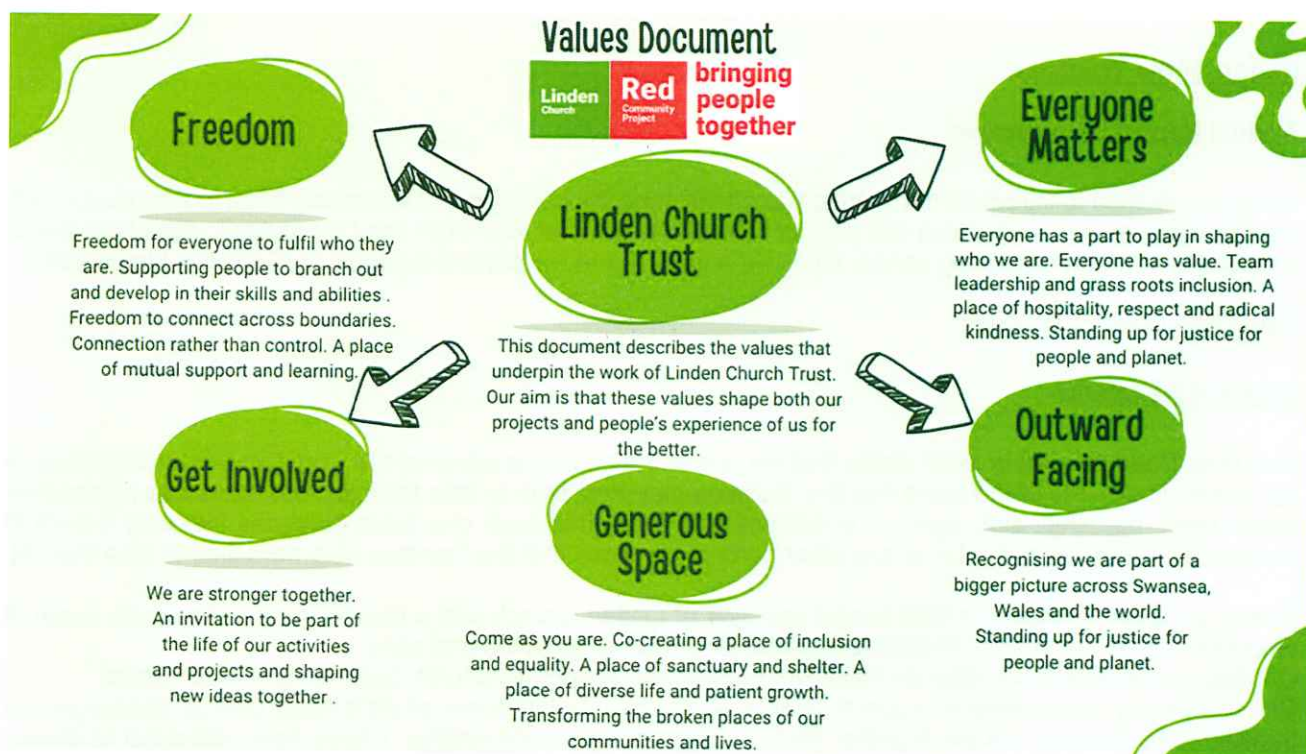 Values Document
Linden
Church
Red
Community
Project
bringing
people
together
Freedom
Freedom for everyone to fulfil who they
are. Supporting people to branch out
and develop in their skills and abilities .
Freedom to connect across boundaries.
Connection rather than control. A place
of mutual support and learning.
Linden Church
Trust
This document describes the values that
underpin the work of Linden Church Trust.
Our aim is that these values shape both our
projects and people's experience of us for
the better.
Everyone
Matters
Everyone has a part to play in shaping
who we are. Everyone has value. Team
leadership and grass roots inclusion. A
place of hospitality, respect and radical
kindness. Standing up for justice for
people and planet.
Get Involved
We are stronger together.
An invitation to be part of
the life of our activities
and projects and shaping
new ideas together .
Generous
Space
Come as you are. Co-creating a place of inclusion
and equality. A place of sanctuary and shelter. A
place of diverse life and patient growth.
Transforming the broken places of our
communities and lives.
Outward
Facing
Recognising we are part of a
bigger picture across Swansea,
Wales and the world.
Standing up for justice for
people and planet.